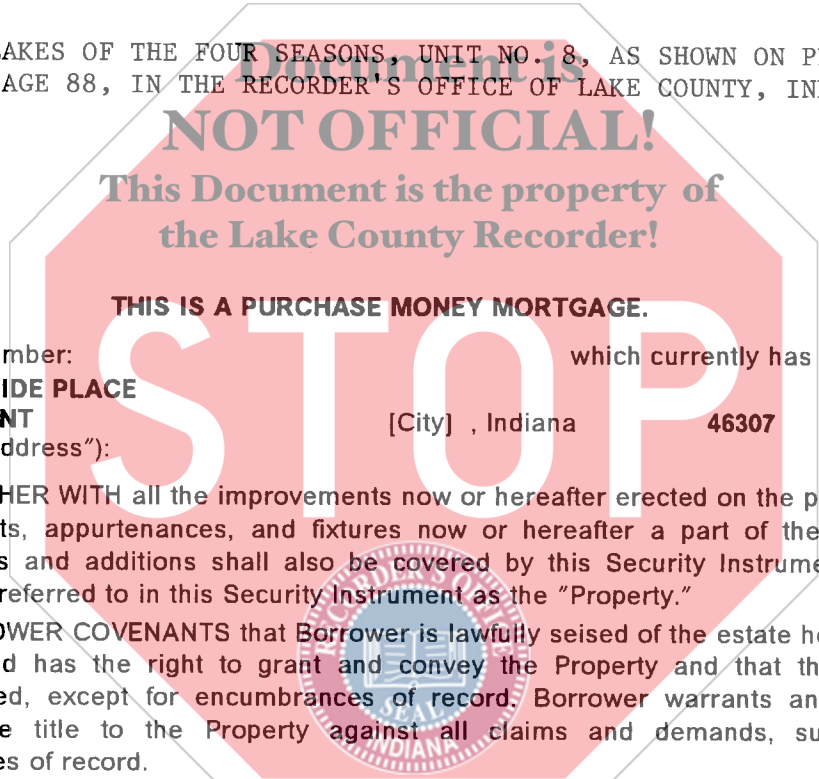 LAKES OF THE FOUR SEASONS, UNIT NO. 8, AS SHOWN ON
AGE 88, IN THE RECORDER'S OFFICE OF LAKE COUNTY,
Document is
NOT OFFICIAL!
This Document is the property of
the Lake County Recorder!
THIS IS A PURCHASE MONEY MORTGAGE.
mber: which currently has
IDE PLACE
NT [City] , Indiana 46307
ddress"):
STOP
HER WITH all the improvements now or hereafter erected on the p
ts, appurtenances, and fixtures now or hereafter a part of the
s and additions shall also be covered by this Security Instrume
referred to in this Security Instrument as the "Property."
OWER COVENANTS that Borrower is lawfully seised of the estate he
d has the right to grant and convey the Property and that th
ed, except for encumbrances of record. Borrower warrants an
e title to the Property against all claims and demands, su
es of record.
RECORDER'S OFFICE
SEAL
INDIANA